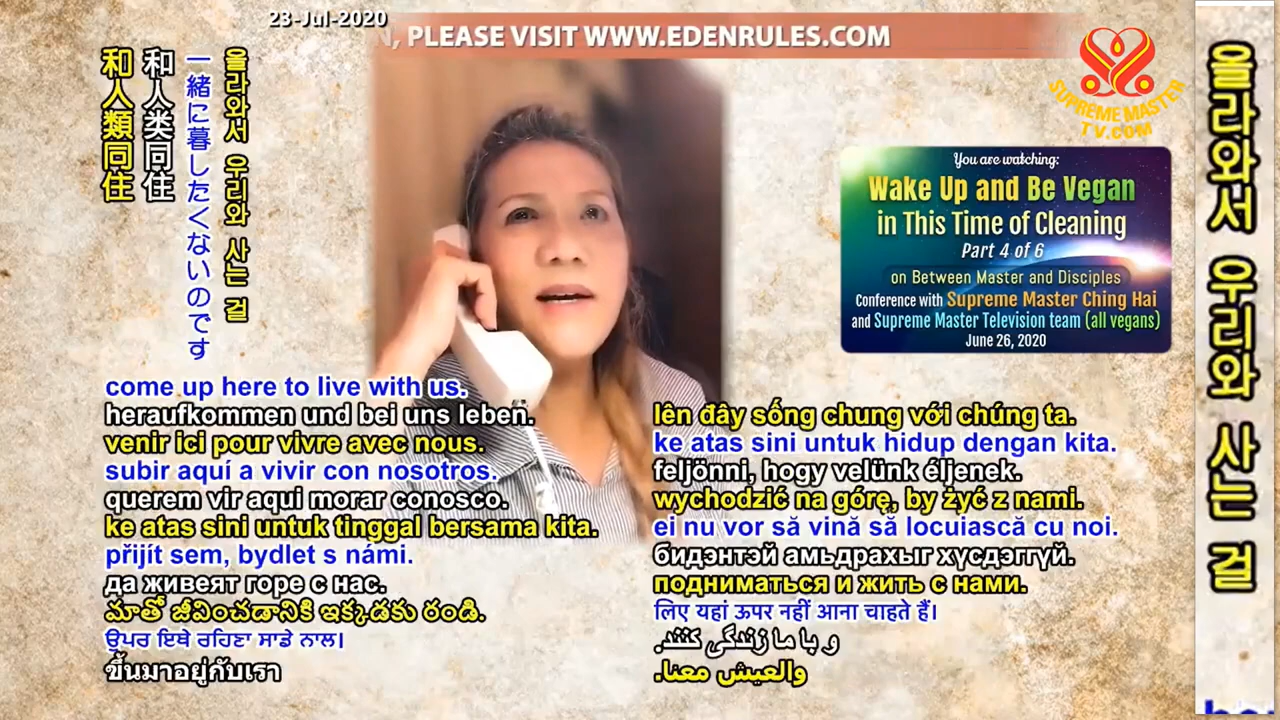 23-Jul-2020
N, PLEASE VISIT WWW.EDENRULES.COM
SUPREME MASTER
TV.COM
You are watching:
Wake Up and Be Vegan
in This Time of Cleaning
Part 4 of 6
on Between Master and Disciples
Conference with Supreme Master Ching Hai
and Supreme Master Television team (all vegans)
June 26, 2020
올라와서 우리와 사는 걸
一緒に暮したくないのです
和人类同住
和人類同住
come up here to live with us.
heraufkommen und bei uns leben.
venir ici pour vivre avec nous.
subir aquí a vivir con nosotros.
querem vir aqui morar conosco.
ke atas sini untuk tinggal bersama kita.
přijít sem, bydlet s námi.
да живеят горе с нас.
మాతో జీవించడానికి ఇక్కడకు రండి.
ਉਪਰ ਇਥੇ ਰਹਿਣਾ ਸਾਡੇ ਨਾਲ।
ขึ้นมาอยู่กับเรา
lên đây sống chung với chúng ta.
ke atas sini untuk hidup dengan kita.
feljönni, hogy velünk éljenek.
wychodzić na górę, by żyć z nami.
ei nu vor să vină să locuiască cu noi.
бидэнтэй амьдрахыг хүсдэггүй.
подниматься и жить с нами.
लिए यहां ऊपर नहीं आना चाहते हैं।
و با ما زندگی کنند.
والعيش معنا.
올라와서 우리와 사는 걸